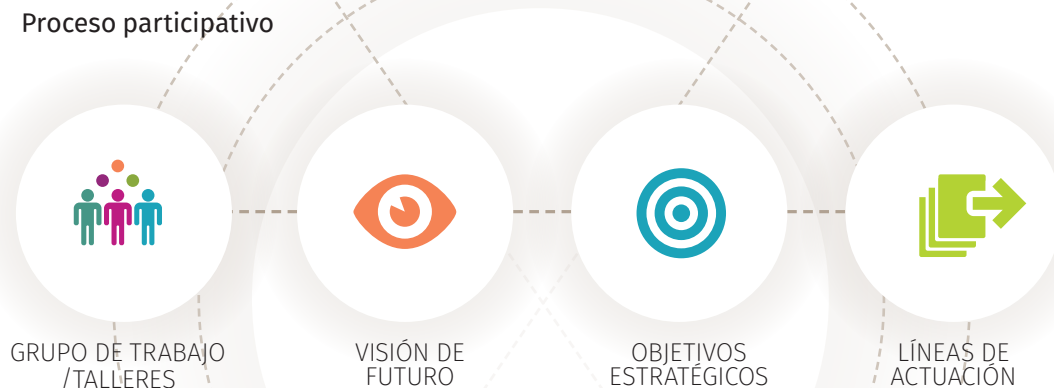 Proceso participativo
GRUPO DE TRABAJO
/TALLERES
VISIÓN DE
FUTURO
OBJETIVOS
ESTRATÉGICOS
LÍNEAS DE
ACTUACIÓN